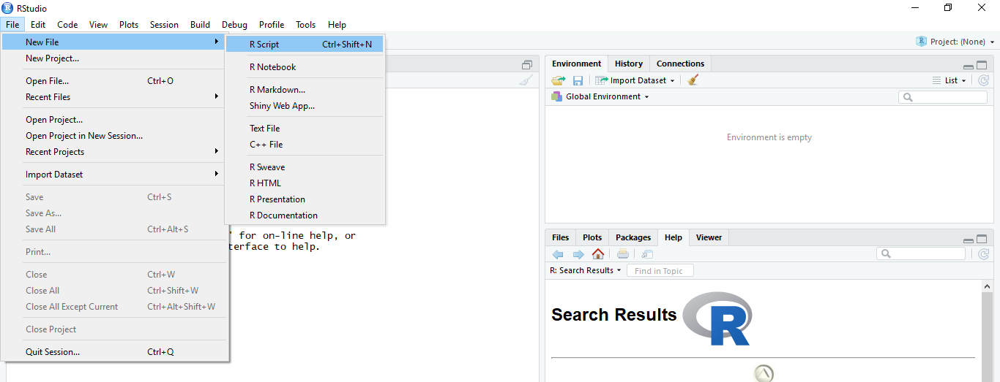 RStudio
File Edit Code View Plots Session Build Debug Profile Tools Help
Project: (None)
New File
New Project...
Open File... Ctrl+O
Recent Files
Open Project...
Open Project in New Session...
Recent Projects
Import Dataset
Save Ctrl+S
Save As...
Save All Ctrl+Alt+S
Print...
Close Ctrl+W
Close All Ctrl+Shift+W
Close All Except Current Ctrl+Alt+Shift+W
Close Project
Quit Session... Ctrl+Q
R Script Ctrl+Shift+N
R Notebook
R Markdown...
Shiny Web App...
Text File
C++ File
R Sweave
R HTML
R Presentation
R Documentation
' for on-line help, or
terface to help.
Environment History Connections
Import Dataset List
Global Environment
Environment is empty
Files Plots Packages Help Viewer
R: Search Results Find in Topic
Search Results R